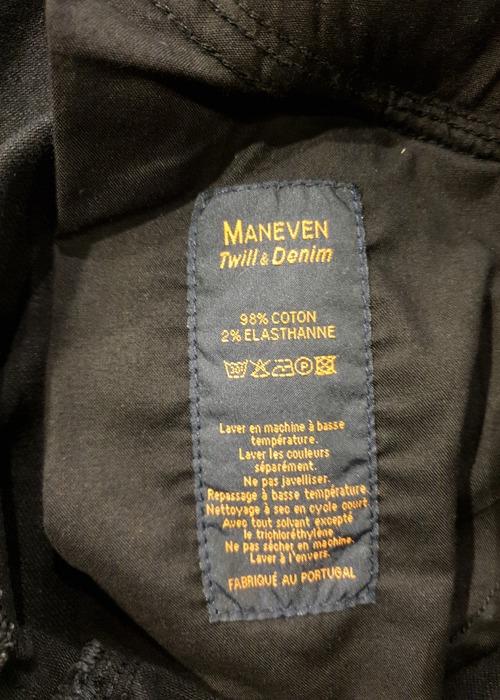 MANEVEN
Twill & Denim
98% COTON
2% ELASTHANNE
30° P
Laver en machine à basse
température.
Laver les couleurs
séparément.
Ne pas javelliser.
Repassage à basse température.
Nettoyage à sec en cycle court.
Avec tout solvant excepté
le trichloréthylène.
Ne pas sécher en machine.
Laver à l'envers.
FABRIQUÉ AU PORTUGAL